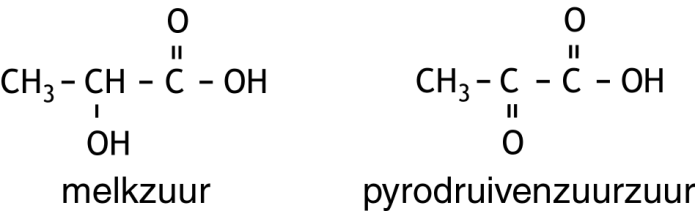 O O
CH3 – CH – C – OH CH3 – C – C – OH
OH O
melkzuur pyrodruivenzuurzuur